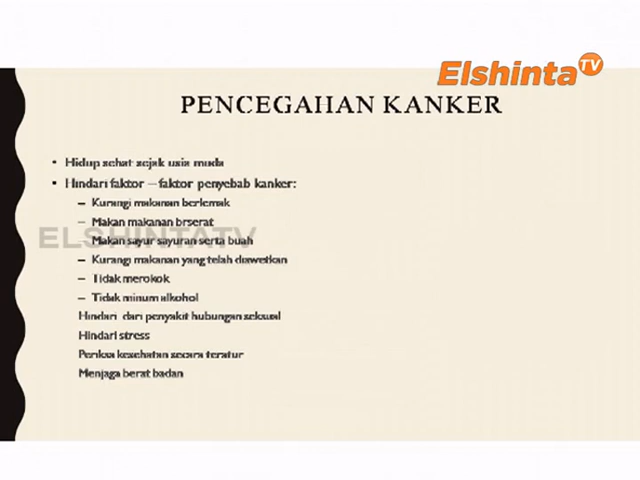 Elshinta TV
PENCEGAHAN KANKER
• Hidup sehat sejak usia muda
• Hindari faktor – faktor penyebab kanker:
– Kurangi makanan berlemak
– Makan makanan brserat
ELSHINTATV
– Makan sayur sayuran serta buah
– Kurangi makanan yang telah diawetkan
– Tidak merokok
– Tidak minum alkohol
Hindari dari penyakit hubungan seksual
Hindari stress
Periksa kesehatan secara teratur
Menjaga berat badan